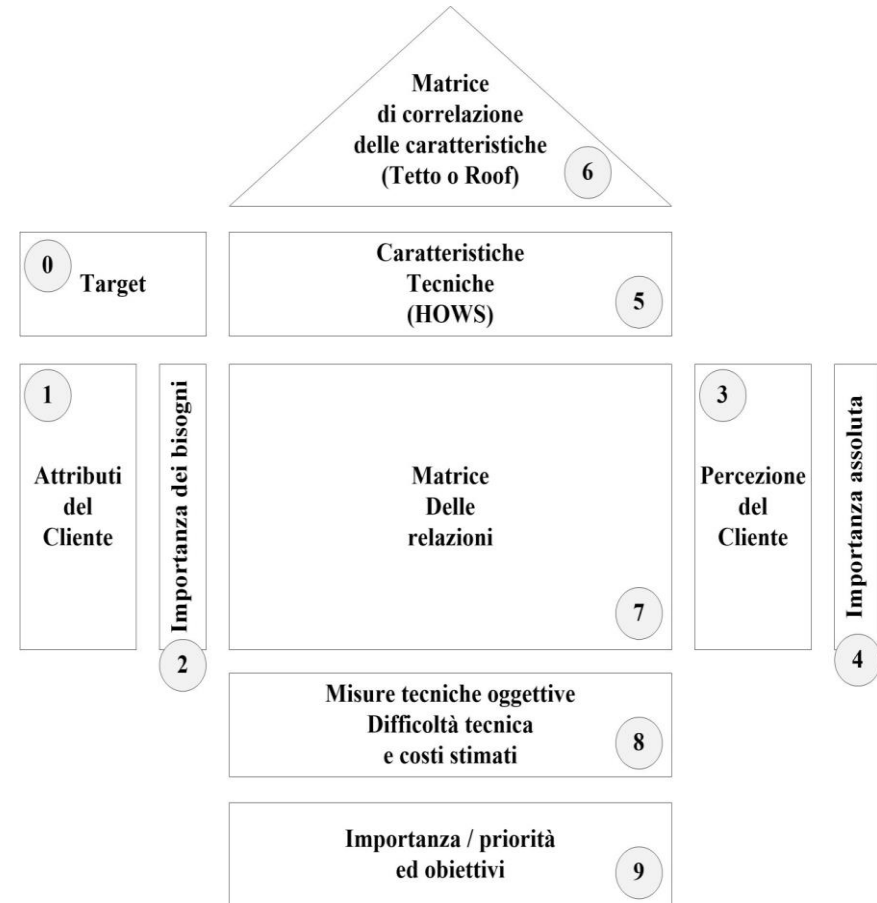 Matrice
di correlazione
delle caratteristiche
(Tetto o Roof)
6
0
Target
Caratteristiche
Tecniche
(HOWS)
5
1
Attributi
del
Cliente
Importanza dei bisogni
2
Matrice
Delle
relazioni
7
3
Percezione
del
Cliente
Importanza assoluta
4
Misure tecniche oggettive
Difficoltà tecnica
e costi stimati
8
Importanza / priorità
ed obiettivi
9